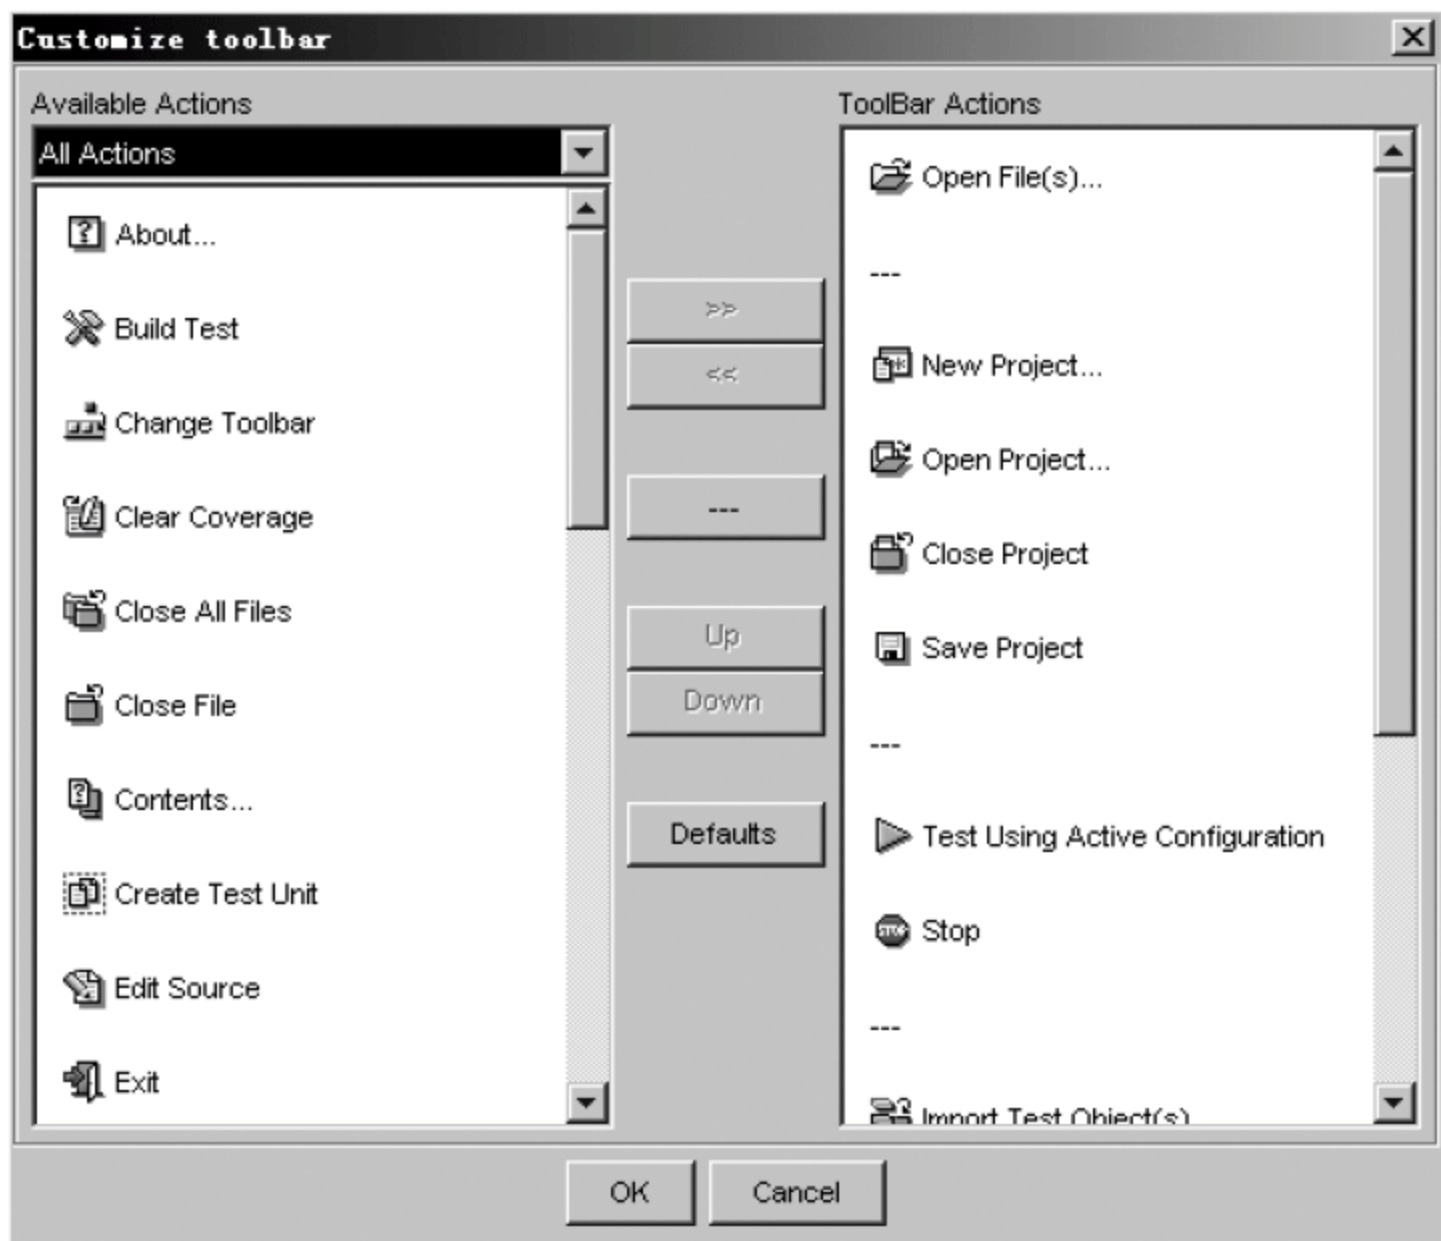 Customize toolbar
Available Actions
All Actions
About...
Build Test
Change Toolbar
Clear Coverage
Close All Files
Close File
Contents...
Create Test Unit
Edit Source
Exit
>>
<<
---
Up
Down
Defaults
ToolBar Actions
Open File(s)...
---
New Project...
Open Project...
Close Project
Save Project
---
Test Using Active Configuration
Stop
---
Import Test Object(s)
OK
Cancel